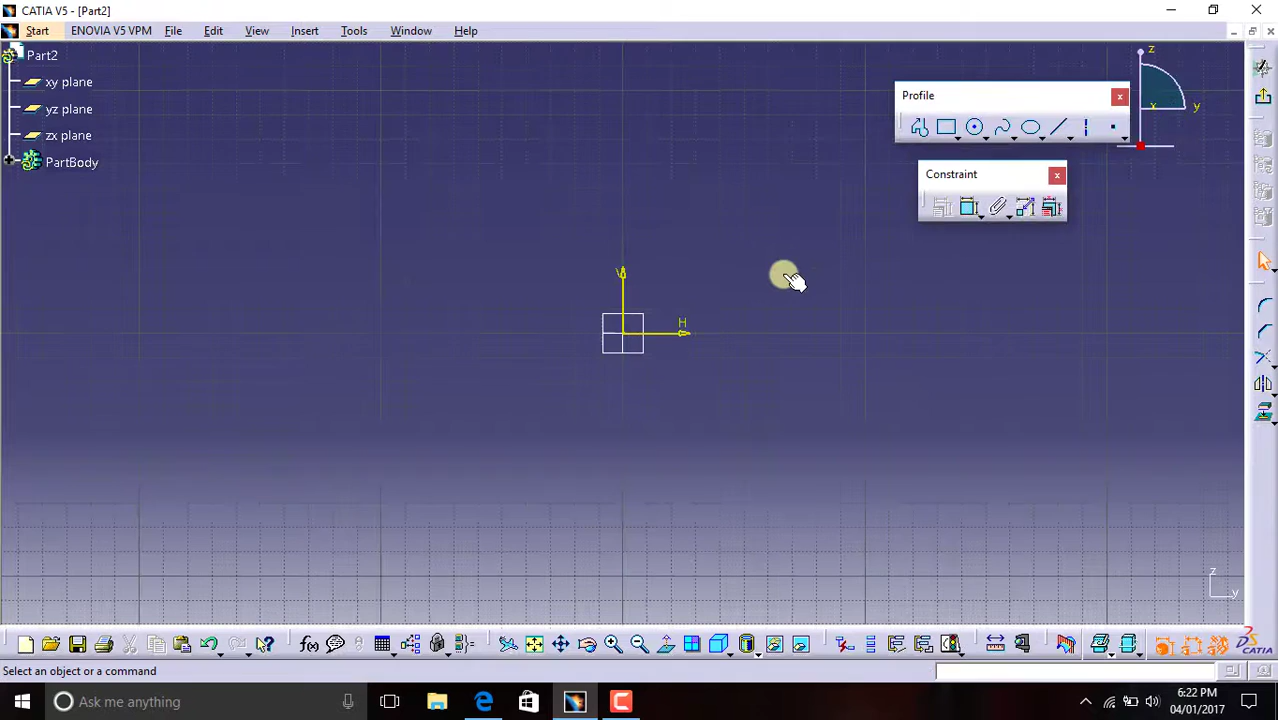 CATIA V5 - [Part2]
Start ENOVIA V5 VPM File Edit View Insert Tools Window Help
Part2
xy plane
yz plane
zx plane
PartBody
Profile
Constraint
z
x
y
V
H
z
y
f(x)
CATIA
Select an object or a command
Ask me anything
6:22 PM
04/01/2017